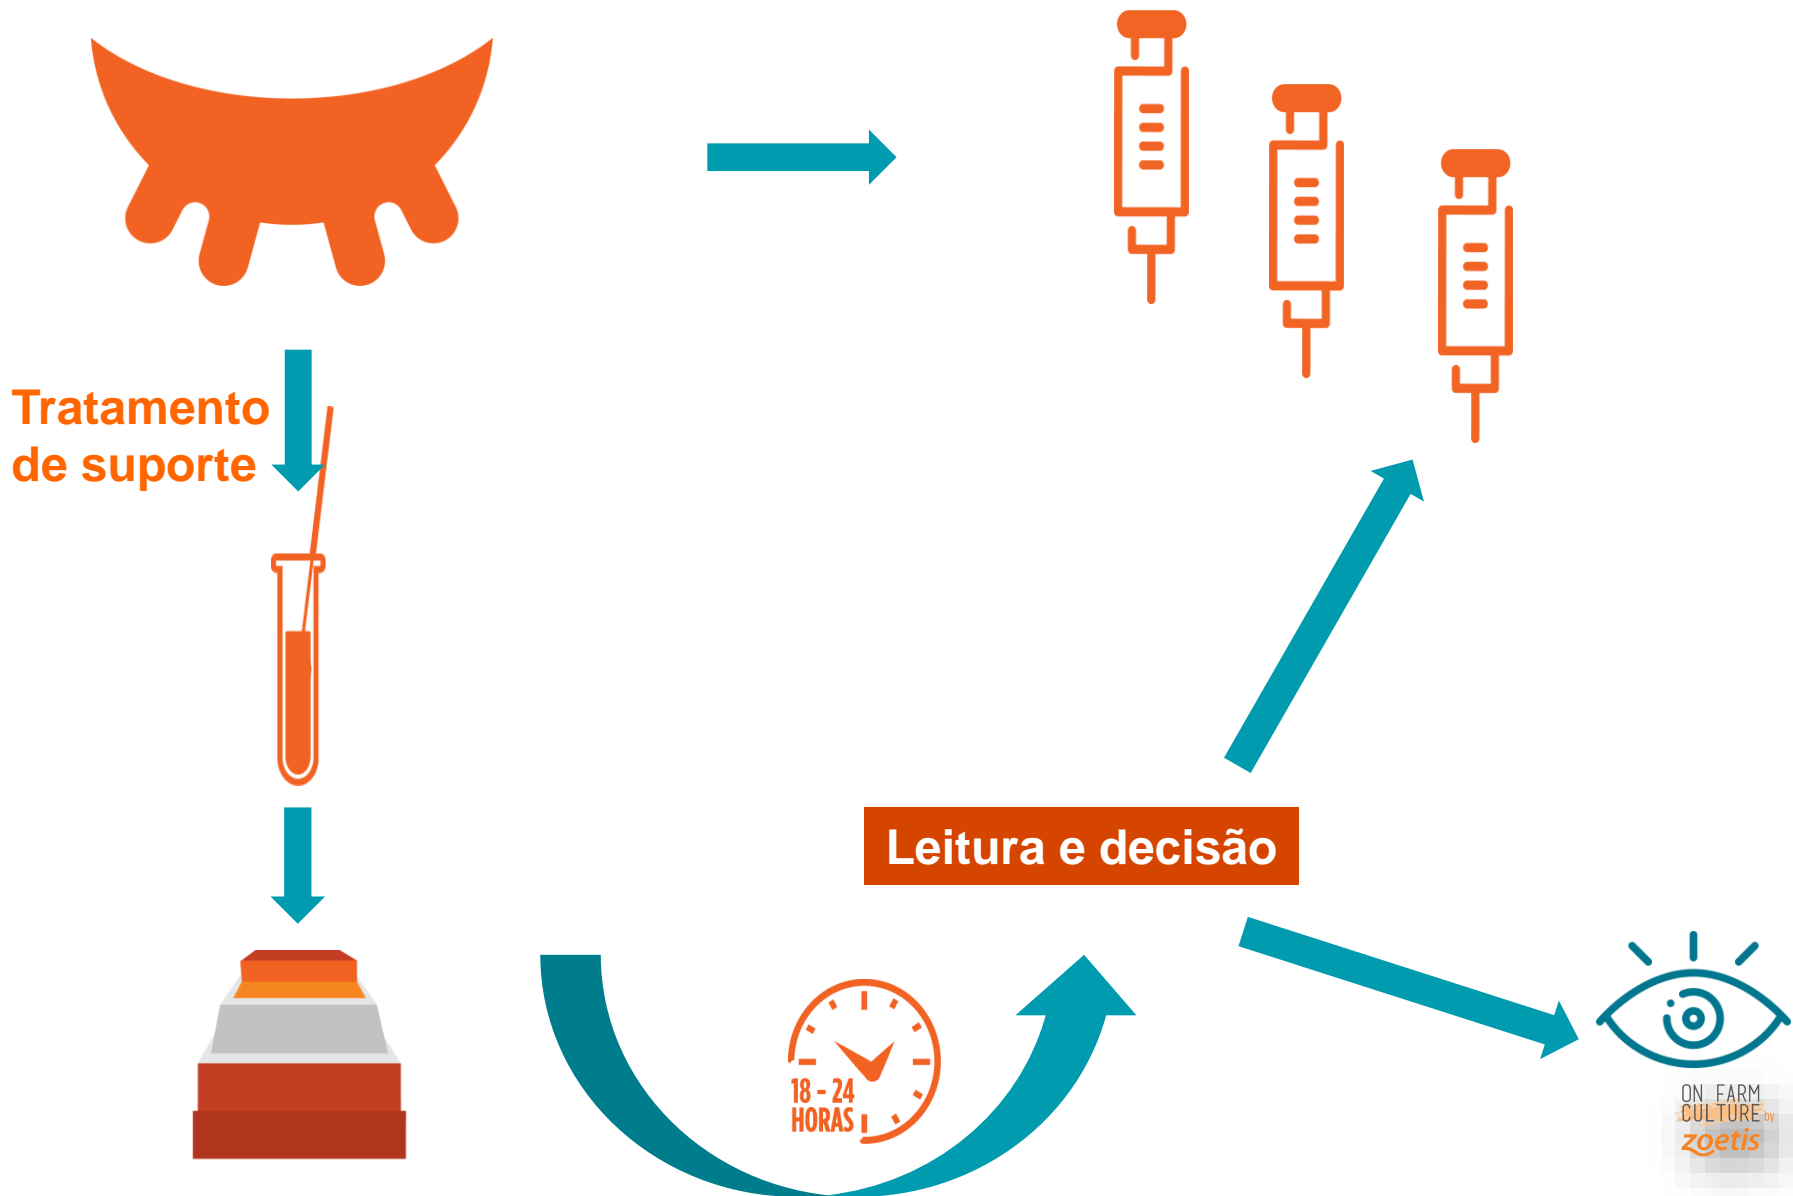 Tratamento
de suporte
Leitura e decisão
18 - 24
HORAS
ON FARM
CULTURE by
zoetis